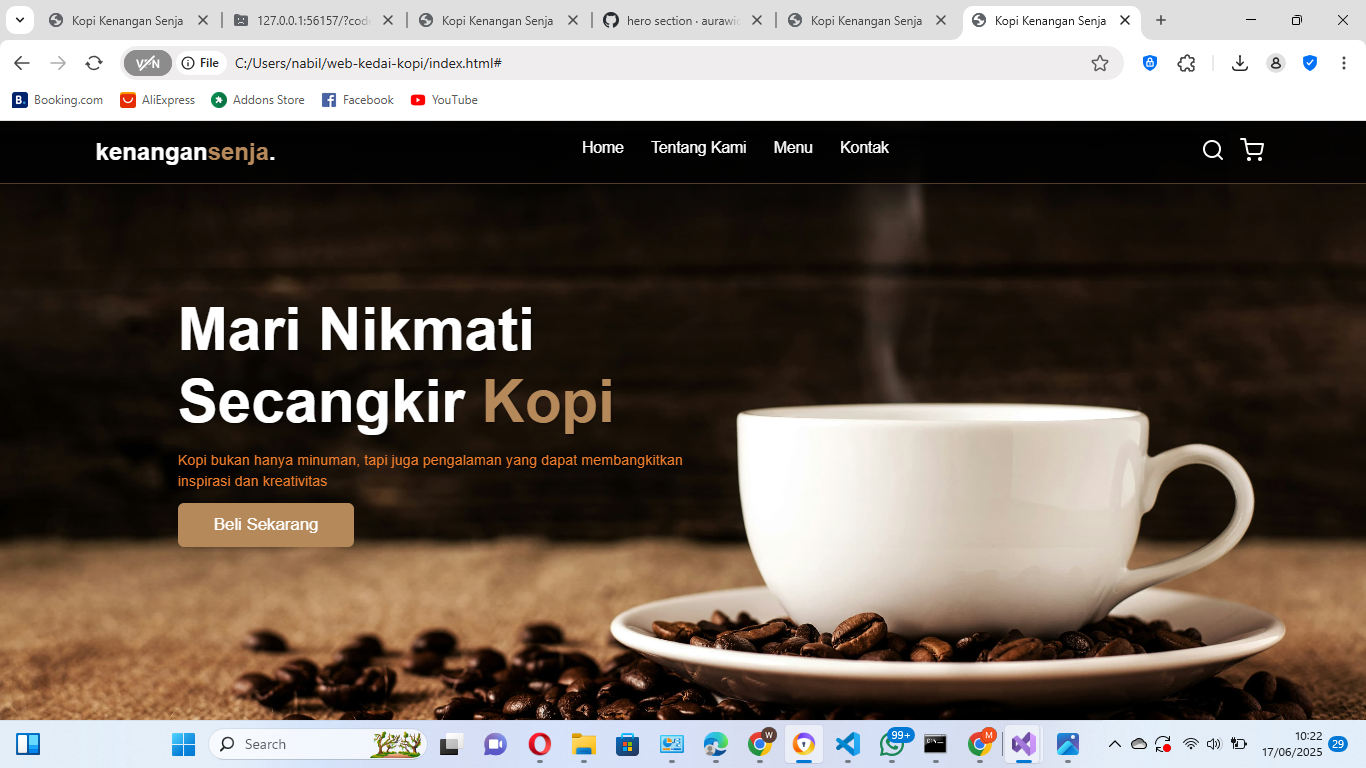 Kopi Kenangan Senja
127.0.0.1:56157/?cod
Kopi Kenangan Senja
hero section · auraw
Kopi Kenangan Senja
Kopi Kenangan Senja
VPN
File
C:/Users/nabil/web-kedai-kopi/index.html#
B. Booking.com
AliExpress
Addons Store
Facebook
YouTube
kenangansenja.
Home
Tentang Kami
Menu
Kontak
Mari Nikmati
Secangkir Kopi
Kopi bukan hanya minuman, tapi juga pengalaman yang dapat membangkitkan
inspirasi dan kreativitas
Beli Sekarang
Search
W
99+
M
10:22
17/06/2025
29